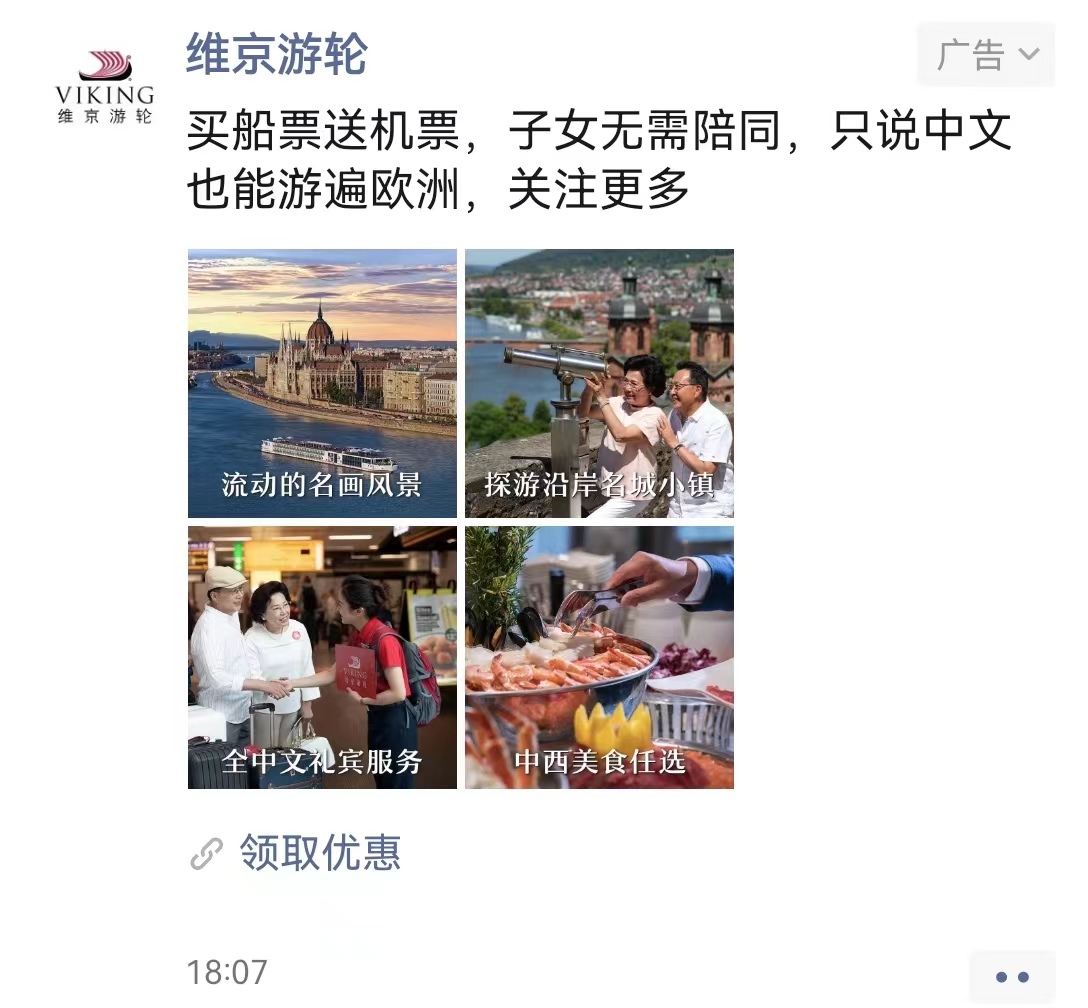 维京游轮
广告
VIKING
维京游轮
买船票送机票，子女无需陪同，只说中文
也能游遍欧洲，关注更多
流动的名画风景
探游沿岸名城小镇
VIKING
全中文礼宾服务
中西美食任选
领取优惠
18:07